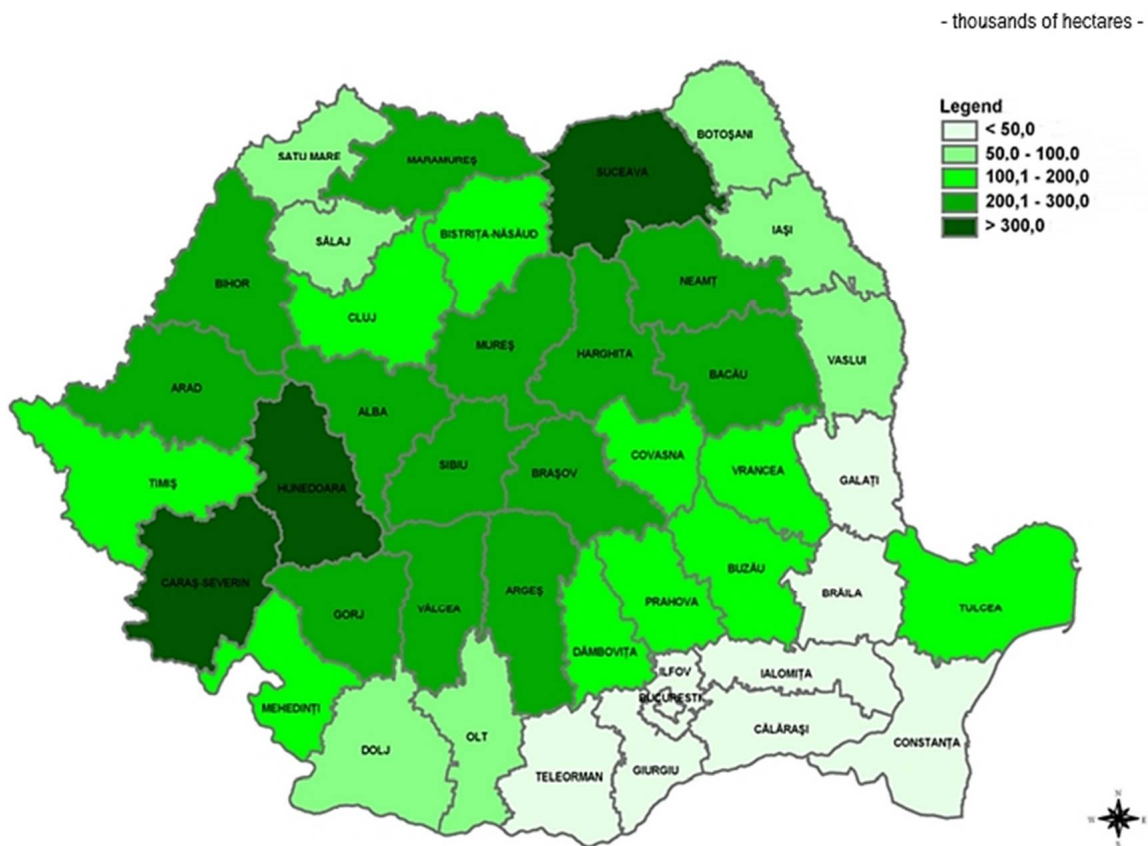 - thousands of hectares -
Legend
< 50,0
50,0 - 100,0
100,1 - 200,0
200,1 - 300,0
> 300,0
BOTOȘANI
SATU MARE
MARAMUREȘ
SUCEAVA
IAȘI
BISTRIȚA-NĂSĂUD
SĂLAJ
NEAMȚ
BIHOR
CLUJ
MUREȘ
HARGHITA
VASLUI
BACĂU
ARAD
ALBA
COVASNA
SIBIU
BRAȘOV
VRANCEA
GALAȚI
TIMIȘ
HUNEDOARA
BUZĂU
CARAȘ-SEVERIN
ARGEȘ
BRĂILA
PRAHOVA
VÂLCEA
TULCEA
GORJ
DÂMBOVIȚA
ILFOV
IALOMIȚA
BUCUREȘTI
MEHEDINȚI
CĂLĂRAȘI
OLT
CONSTANȚA
DOLJ
GIURGIU
TELEORMAN
N
W
E
S